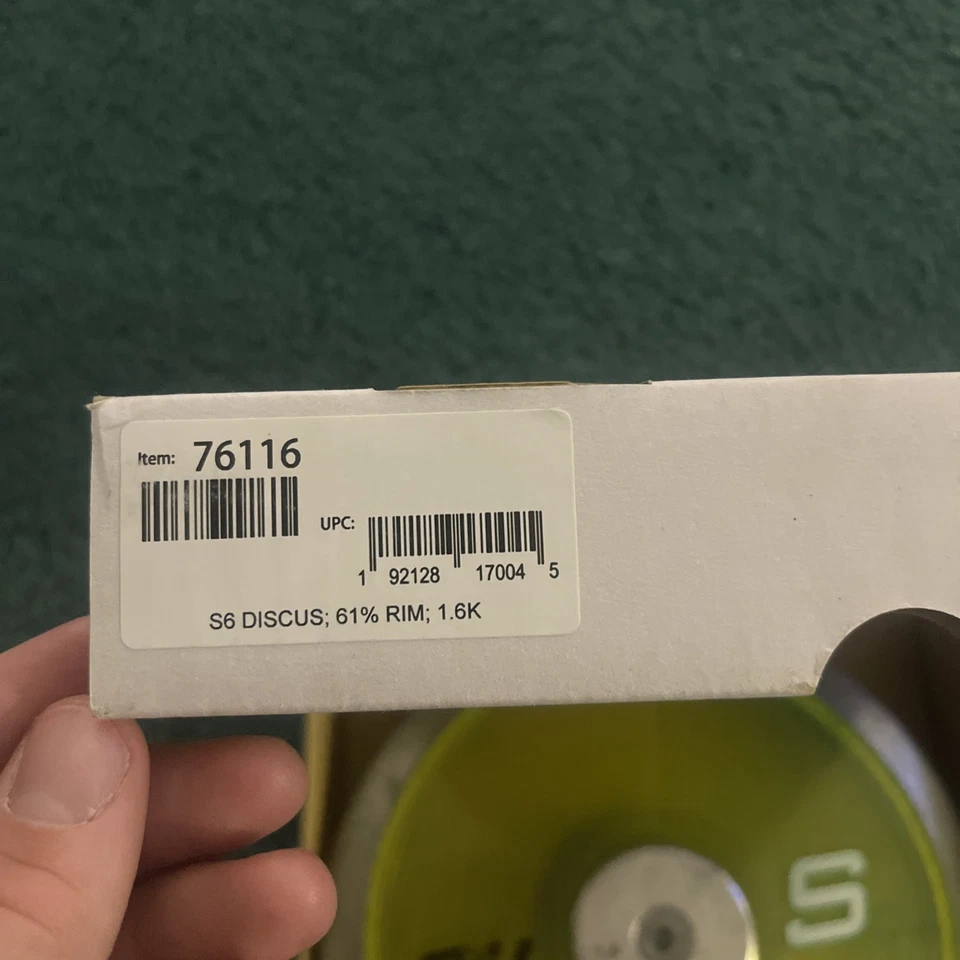 Item: 76116
UPC:
1 92128 17004 5
S6 DISCUS; 61% RIM; 1.6K
S